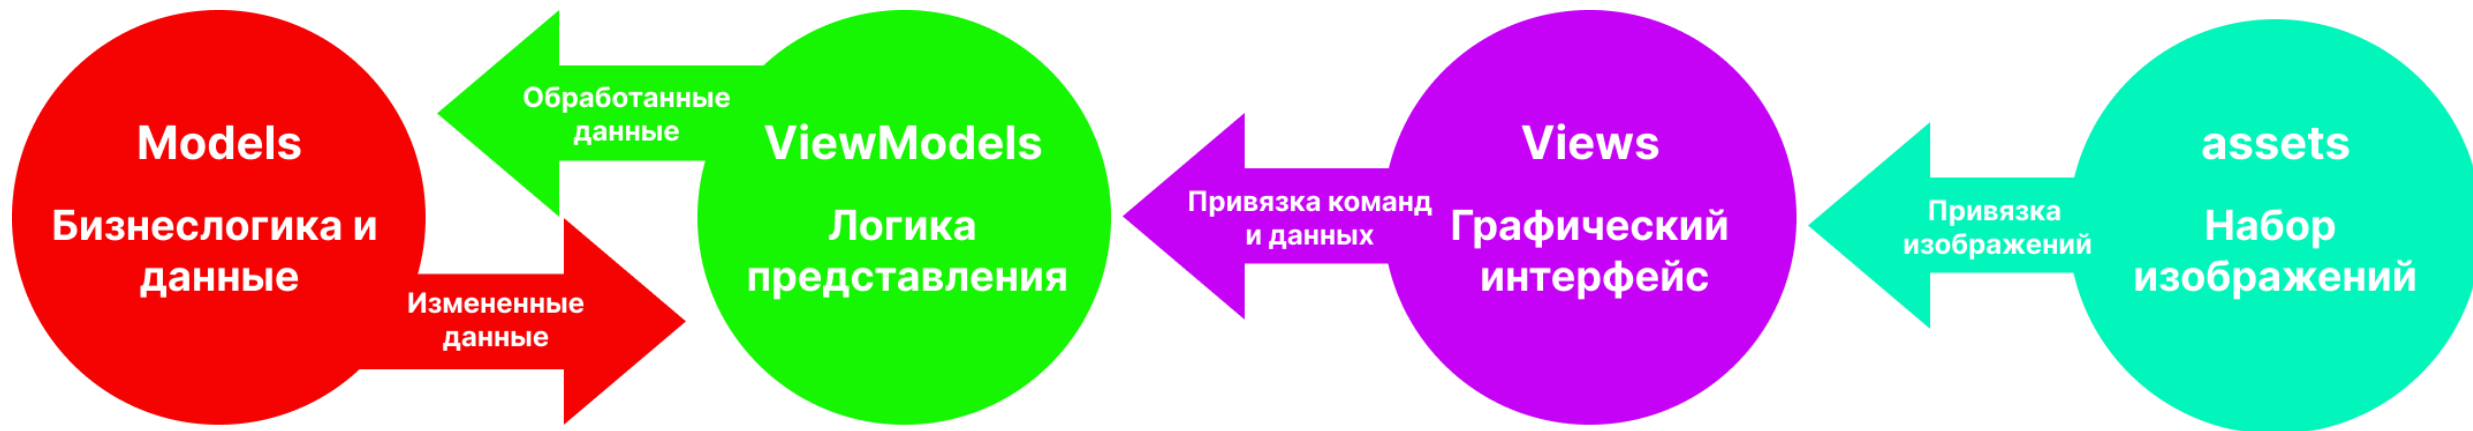 Models
Бизнеслогика и
данные
Обработанные
данные
Измененные
данные
ViewModels
Логика
представления
Привязка команд
и данных
Views
Графический
интерфейс
Привязка
изображений
assets
Набор
изображений